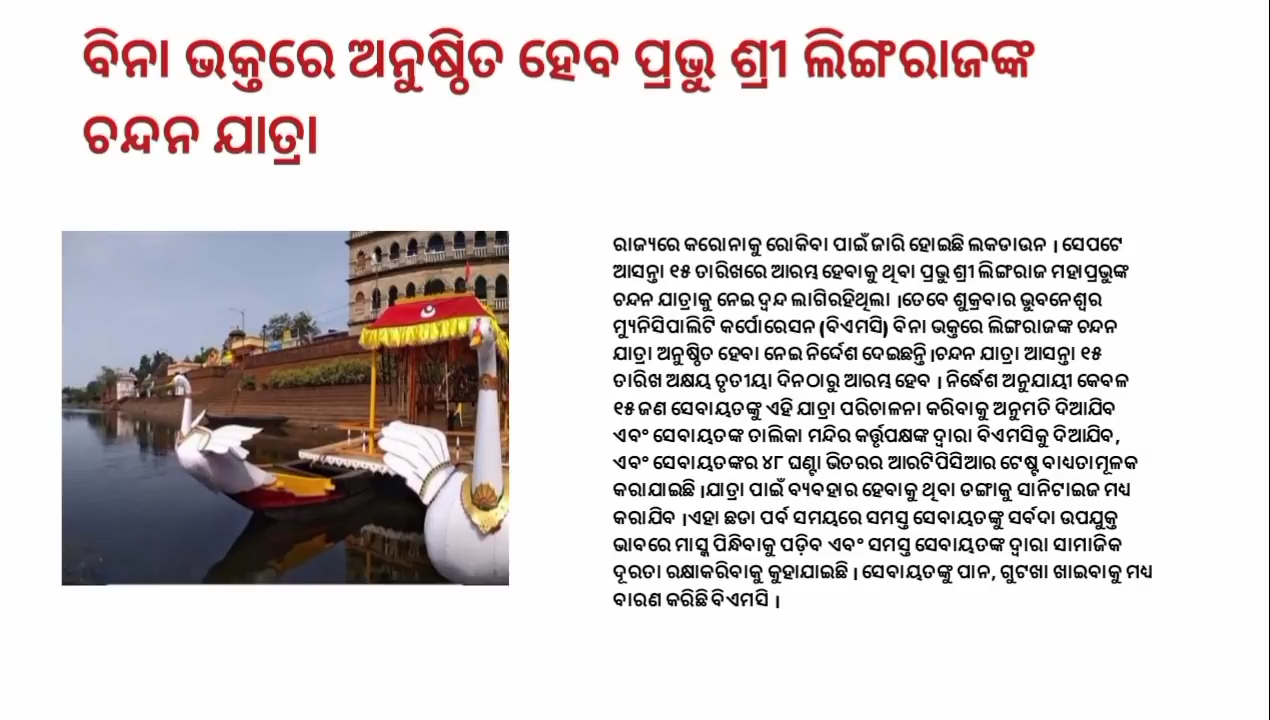 ବିନା ଭକ୍ତରେ ଅନୁଷ୍ଠିତ ହେବ ପ୍ରଭୁ ଶ୍ରୀ ଲିଙ୍ଗରାଜଙ୍କ
ଚନ୍ଦନ ଯାତ୍ରା
ରାଜ୍ୟରେ କରୋନାକୁ ରୋକିବା ପାଇଁ ଜାରି ହୋଇଛି ଲକଡାଉନ । ସେପଟେ
ଆସନ୍ତା ୧୫ ତାରିଖରେ ଆରମ୍ଭ ହେବାକୁ ଥିବା ପ୍ରଭୁ ଶ୍ରୀ ଲିଙ୍ଗରାଜ ମହାପ୍ରଭୁଙ୍କ
ଚନ୍ଦନ ଯାତ୍ରାକୁ ନେଇ ଦ୍ୱନ୍ଦ ଲାଗିରହିଥିଲା ।ତେବେ ଶୁକ୍ରବାର ଭୁବନେଶ୍ୱର
ମ୍ୟୁନିସିପାଲିଟି କର୍ପୋରେସନ (ବିଏମସି) ବିନା ଭକ୍ତରେ ଲିଙ୍ଗରାଜଙ୍କ ଚନ୍ଦନ
ଯାତ୍ରା ଅନୁଷ୍ଠିତ ହେବା ନେଇ ନିର୍ଦ୍ଦେଶ ଦେଇଛନ୍ତି ।ଚନ୍ଦନ ଯାତ୍ରା ଆସନ୍ତା ୧୫
ତାରିଖ ଅକ୍ଷୟ ତୃତୀୟା ଦିନଠାରୁ ଆରମ୍ଭ ହେବ । ନିର୍ଦ୍ଧେଶ ଅନୁଯାୟୀ କେବଳ
୧୫ ଜଣ ସେବାୟତଙ୍କୁ ଏହି ଯାତ୍ରା ପରିଚାଳନା କରିବାକୁ ଅନୁମତି ଦିଆଯିବ
ଏବଂ ସେବାୟତଙ୍କ ତାଲିକା ମନ୍ଦିର କର୍ତ୍ତୃପକ୍ଷଙ୍କ ଦ୍ୱାରା ବିଏମସିକୁ ଦିଆଯିବ,
ଏବଂ ସେବାୟତଙ୍କର ୪୮ ଘଣ୍ଟା ଭିତରର ଆରଟିପିସିଆର ଟେଷ୍ଟ ବାଧ୍ୟତାମୂଳକ
କରାଯାଇଛି ।ଯାତ୍ରା ପାଇଁ ବ୍ୟବହାର ହେବାକୁ ଥିବା ଡଙ୍ଗାକୁ ସାନିଟାଇଜ ମଧ୍ୟ
କରାଯିବ ।ଏହା ଛଡା ପର୍ବ ସମୟରେ ସମସ୍ତ ସେବାୟତଙ୍କୁ ସର୍ବଦା ଉପଯୁକ୍ତ
ଭାବରେ ମାସ୍କ ପିନ୍ଧିବାକୁ ପଡ଼ିବ ଏବଂ ସମସ୍ତ ସେବାୟତଙ୍କ ଦ୍ୱାରା ସାମାଜିକ
ଦୂରତା ରକ୍ଷାକରିବାକୁ କୁହାଯାଇଛି । ସେବାୟତଙ୍କୁ ପାନ, ଗୁଟଖା ଖାଇବାକୁ ମଧ୍ୟ
ବାରଣ କରିଛି ବିଏମସି ।